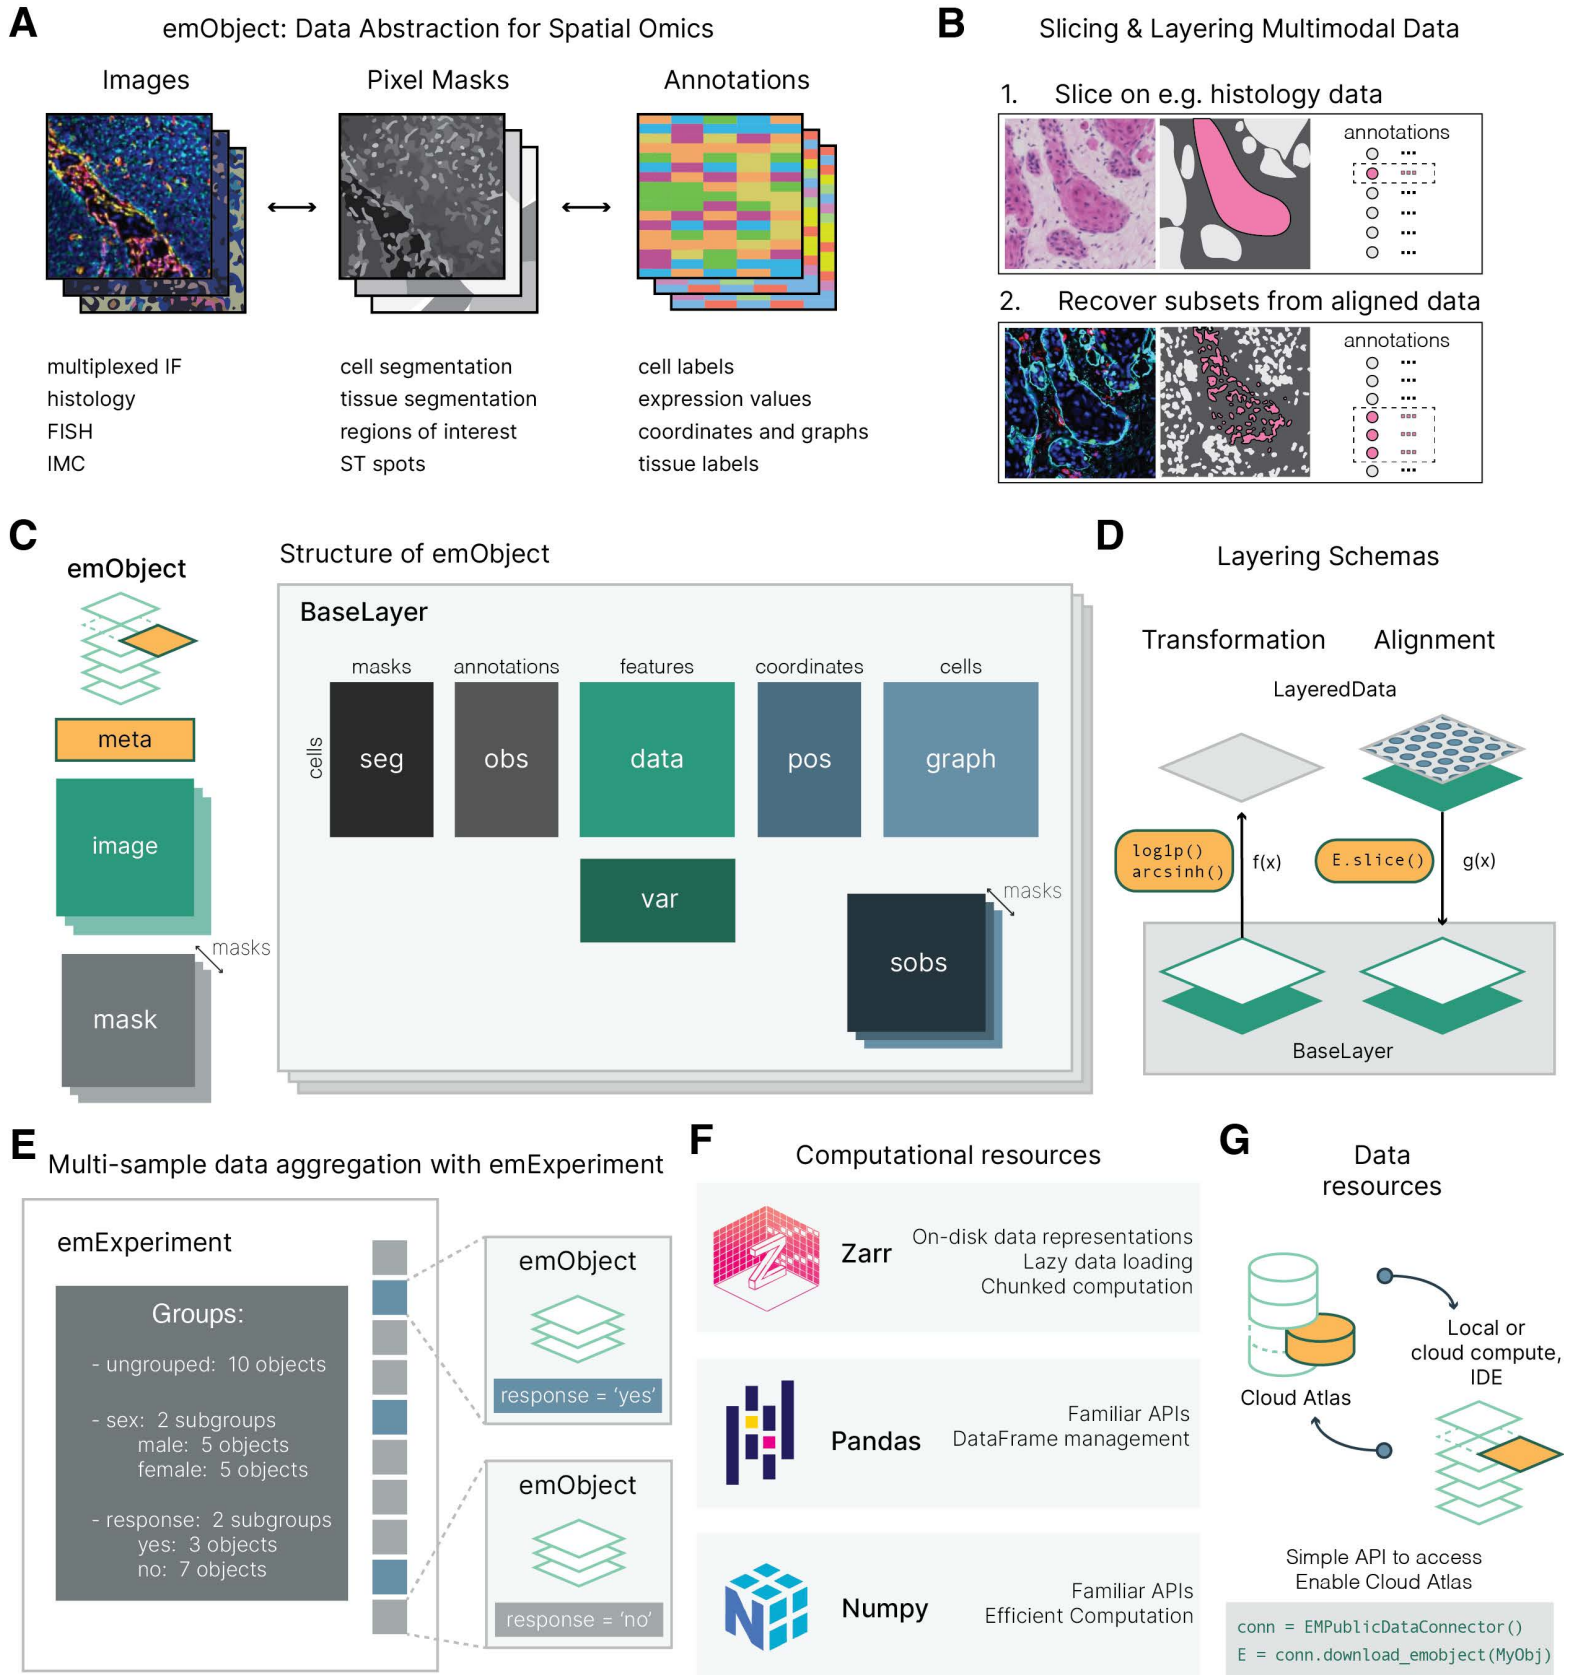 A
emObject: Data Abstraction for Spatial Omics
Images
Pixel Masks
Annotations
multiplexed IF
histology
FISH
IMC
cell segmentation
tissue segmentation
regions of interest
ST spots
cell labels
expression values
coordinates and graphs
tissue labels
B
Slicing & Layering Multimodal Data
1. Slice on e.g. histology data
annotations
2. Recover subsets from aligned data
annotations
C
emObject
meta
image
masks
mask
Structure of emObject
BaseLayer
masks
annotations
features
coordinates
cells
cells
seg
obs
data
pos
graph
var
masks
sobs
D
Layering Schemas
Transformation
Alignment
LayeredData
log1p()
arcsinh()
f(x)
E.slice()
g(x)
BaseLayer
E
Multi-sample data aggregation with emExperiment
emExperiment
Groups:
- ungrouped: 10 objects
- sex: 2 subgroups
male: 5 objects
female: 5 objects
- response: 2 subgroups
yes: 3 objects
no: 7 objects
emObject
response = ‘yes’
emObject
response = ‘no’
F
Computational resources
Zarr
On-disk data representations
Lazy data loading
Chunked computation
Pandas
Familiar APIs
DataFrame management
Numpy
Familiar APIs
Efficient Computation
G
Data
resources
Local or
cloud compute,
IDE
Cloud Atlas
Simple API to access
Enable Cloud Atlas
conn = EMPublicDataConnector()
E = conn.download_emobject(MyObj)